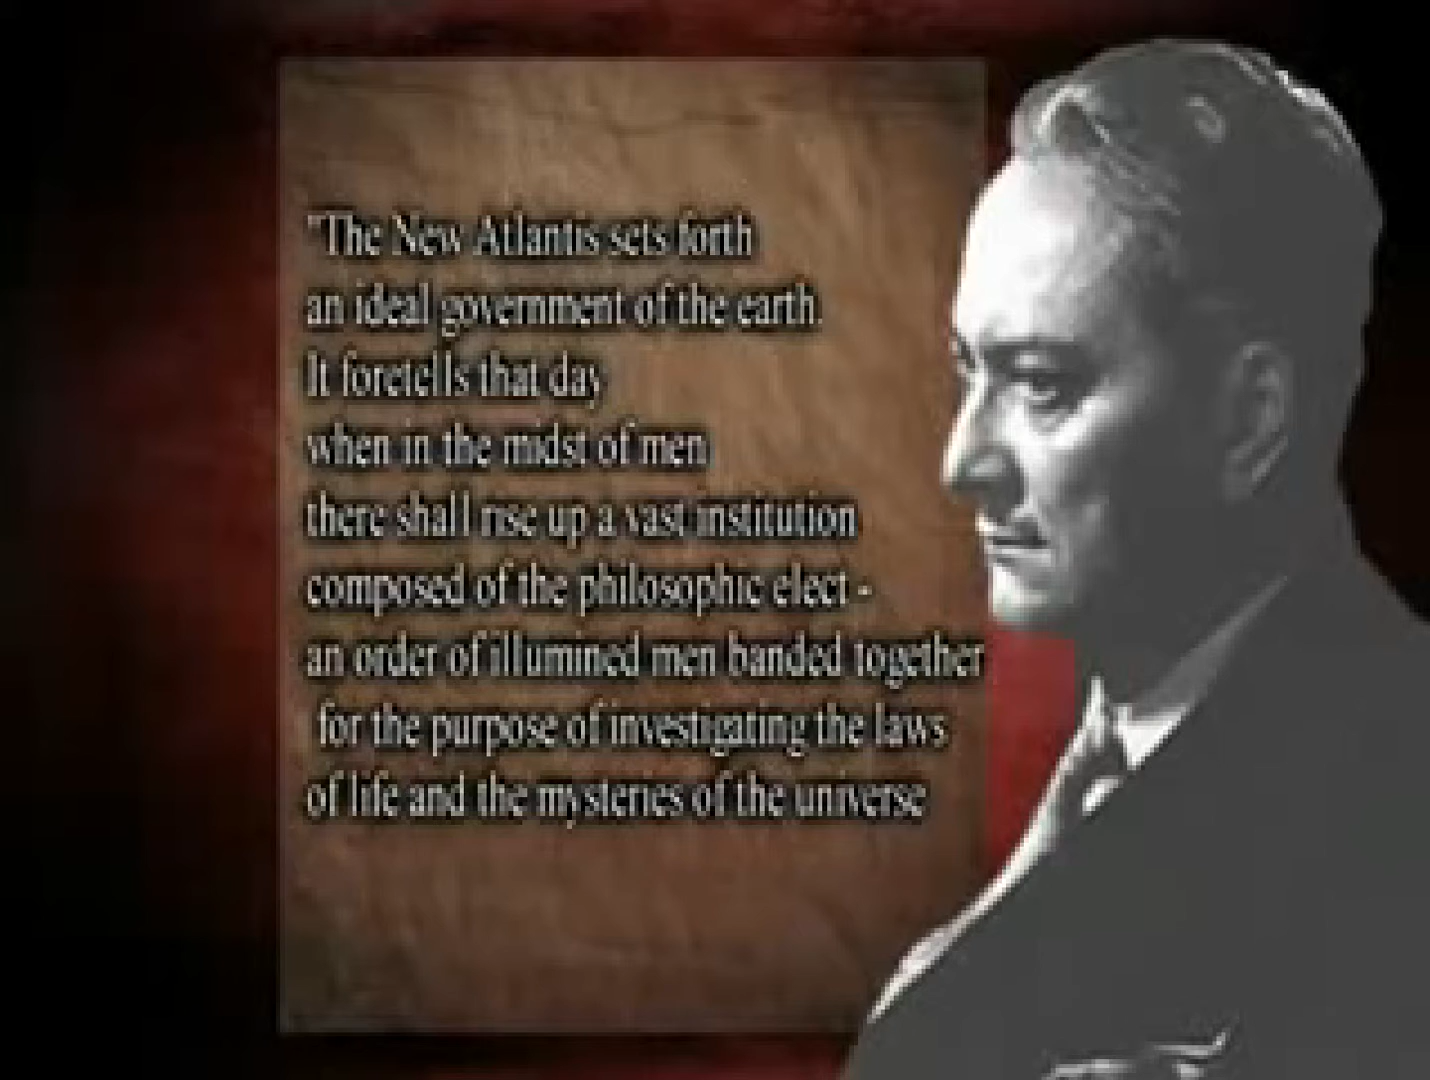 "The New Atlantis sets forth
an ideal government of the earth.
It foretells that day
when in the midst of men
there shall rise up a vast institution
composed of the philosophic elect -
an order of illumined men banded together
for the purpose of investigating the laws
of life and the mysteries of the universe